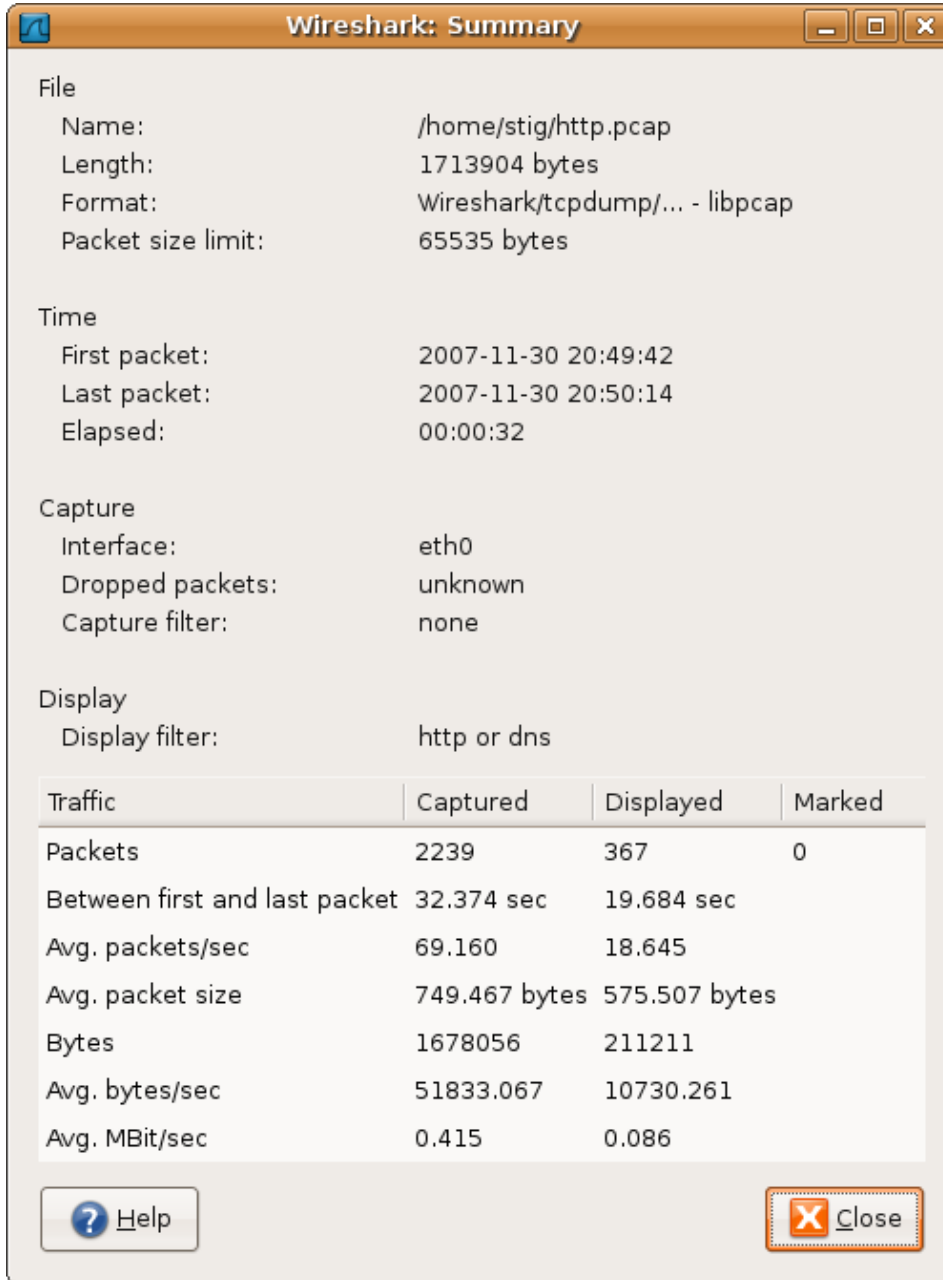 Wireshark: Summary
File
Name: /home/stig/http.pcap
Length: 1713904 bytes
Format: Wireshark/tcpdump/... - libpcap
Packet size limit: 65535 bytes
Time
First packet: 2007-11-30 20:49:42
Last packet: 2007-11-30 20:50:14
Elapsed: 00:00:32
Capture
Interface: eth0
Dropped packets: unknown
Capture filter: none
Display
Display filter: http or dns
Traffic Captured Displayed Marked
Packets 2239 367 0
Between first and last packet 32.374 sec 19.684 sec
Avg. packets/sec 69.160 18.645
Avg. packet size 749.467 bytes 575.507 bytes
Bytes 1678056 211211
Avg. bytes/sec 51833.067 10730.261
Avg. MBit/sec 0.415 0.086
Help Close